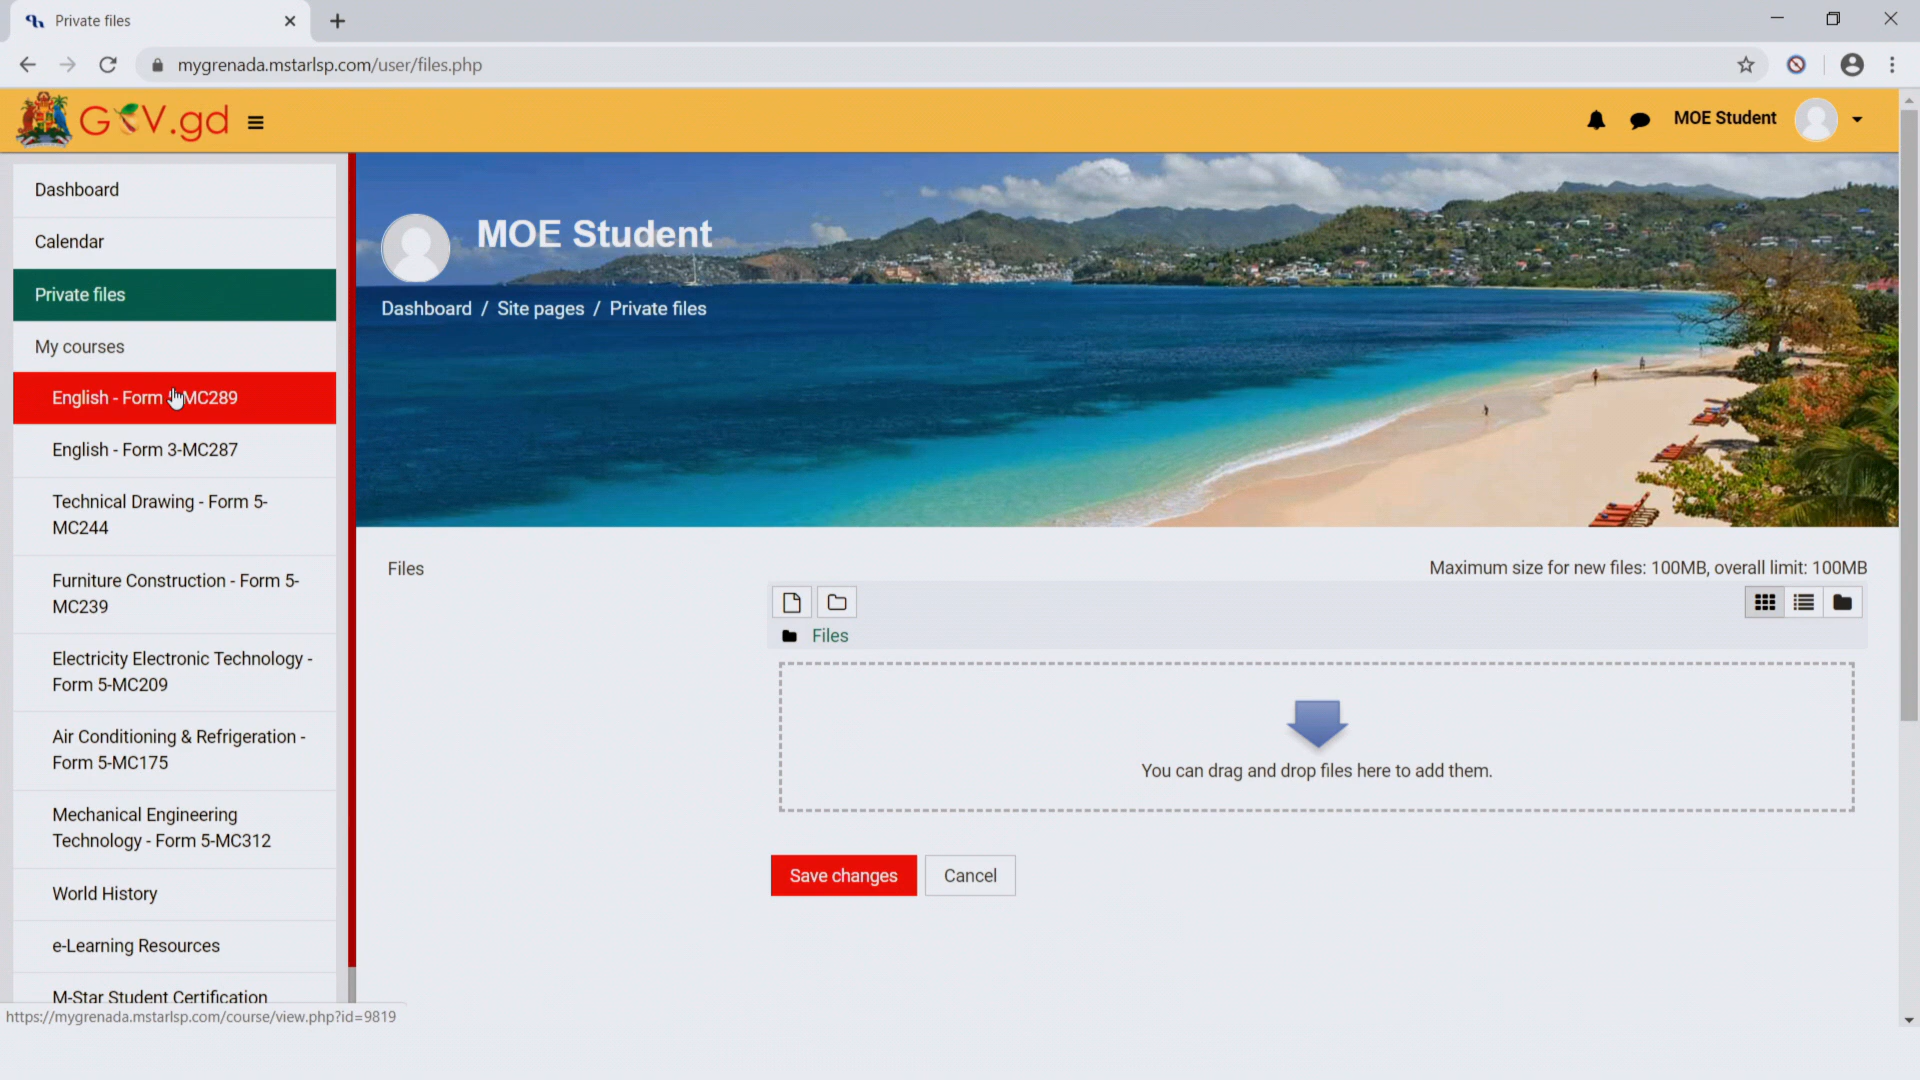 Private files
mygrenada.mstarlsp.com/user/files.php
GOV.gd
MOE Student
Dashboard
Calendar
Private files
My courses
English - Form MC289
English - Form 3-MC287
Technical Drawing - Form 5-
MC244
Furniture Construction - Form 5-
MC239
Electricity Electronic Technology -
Form 5-MC209
Air Conditioning & Refrigeration -
Form 5-MC175
Mechanical Engineering
Technology - Form 5-MC312
World History
e-Learning Resources
M-Star Student Certification
https://mygrenada.mstarlsp.com/course/view.php?id=9819
MOE Student
Dashboard / Site pages / Private files
Files
Maximum size for new files: 100MB, overall limit: 100MB
Files
You can drag and drop files here to add them.
Save changes
Cancel